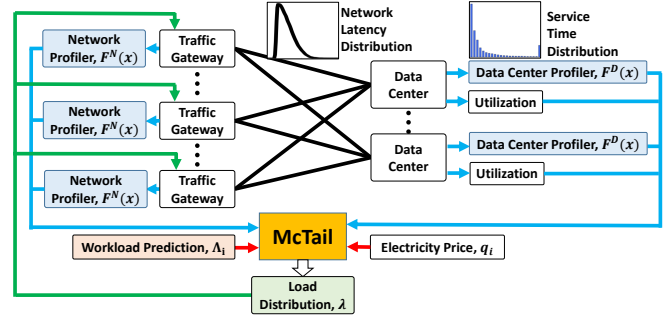 Network
Latency
Distribution
Service
Time
Distribution
Network
Profiler, F^N(x)
Traffic
Gateway
Data
Center
Data Center Profiler, F^D(x)
Utilization
Network
Profiler, F^N(x)
Traffic
Gateway
Data
Center
Data Center Profiler, F^D(x)
Utilization
Network
Profiler, F^N(x)
Traffic
Gateway
McTail
Workload Prediction, Λ_i
Electricity Price, q_i
Load
Distribution, λ